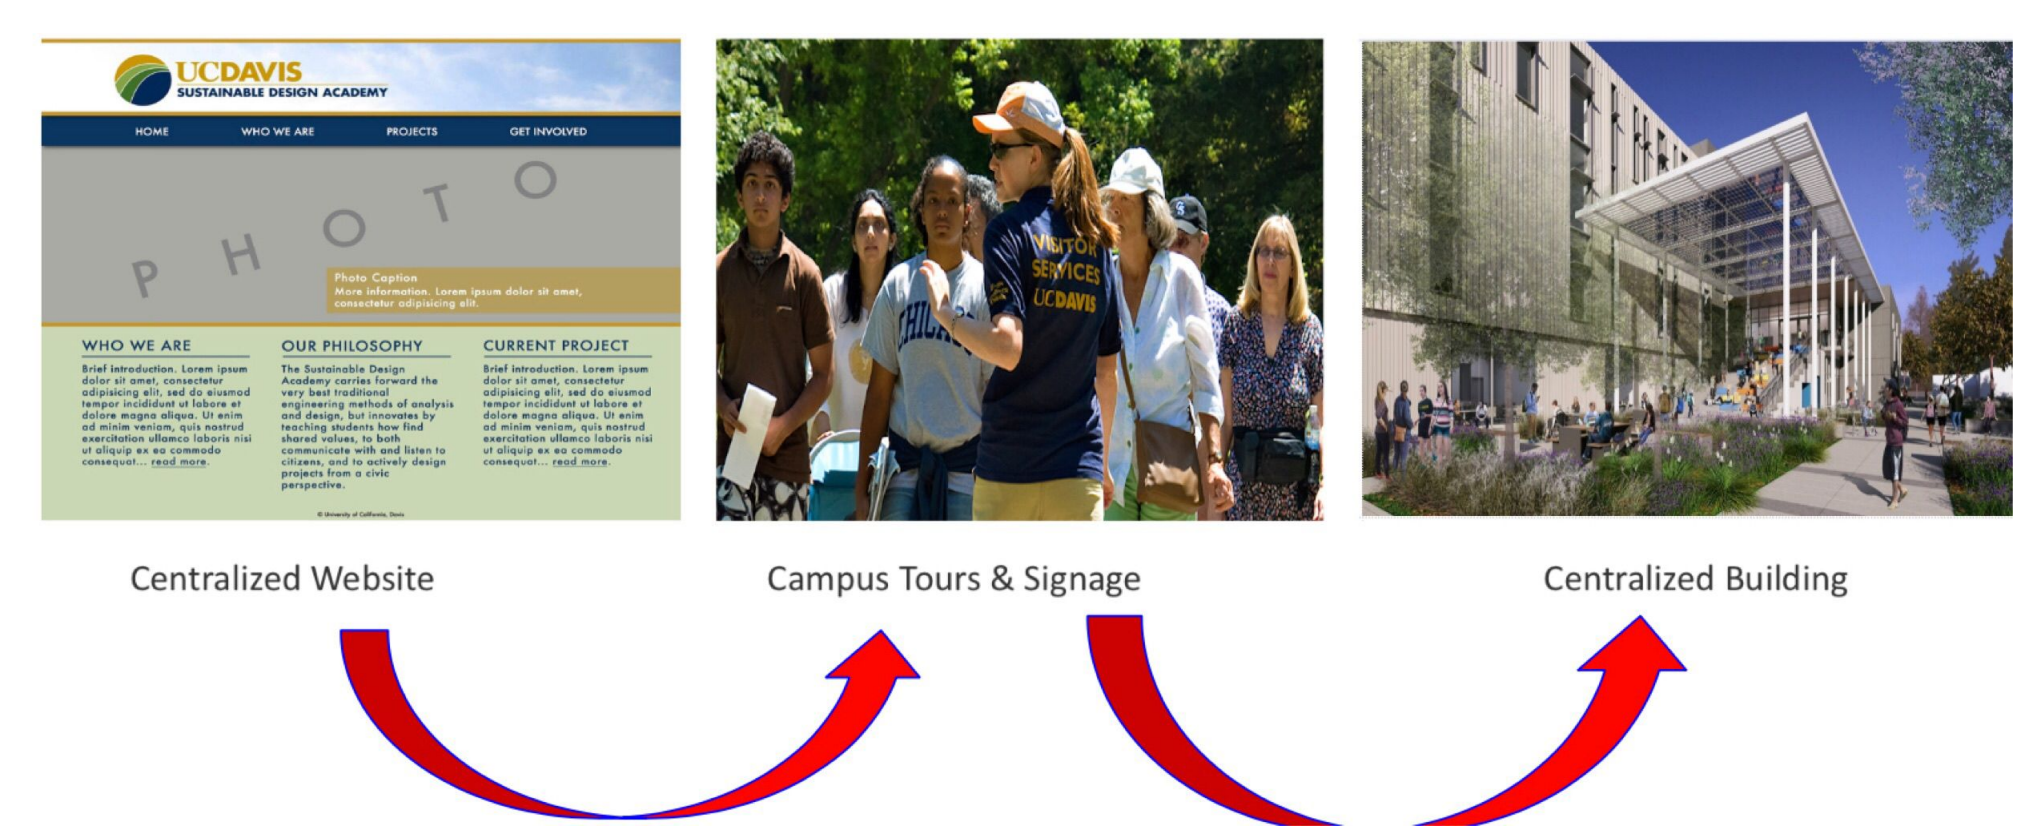 UCDAVIS
SUSTAINABLE DESIGN ACADEMY
HOME WHO WE ARE PROJECTS GET INVOLVED
PHOTO
Photo Caption
More information. Lorem ipsum dolor sit amet,
consectetur adipisicing elit.
WHO WE ARE
Brief introduction. Lorem ipsum
dolor sit amet, consectetur
adipisicing elit, sed do eiusmod
tempor incididunt ut labore et
dolore magna aliqua. Ut enim
ad minim veniam, quis nostrud
exercitation ullamco laboris nisi
ut aliquip ex ea commodo
consequat... read more.
OUR PHILOSOPHY
The Sustainable Design
Academy carries forward the
very best traditional
engineering methods of analysis
and design, but innovates by
teaching students how find
shared values, to both
communicate with and listen to
citizens, and to actively design
projects from a civic
perspective.
CURRENT PROJECT
Brief introduction. Lorem ipsum
dolor sit amet, consectetur
adipisicing elit, sed do eiusmod
tempor incididunt ut labore et
dolore magna aliqua. Ut enim
ad minim veniam, quis nostrud
exercitation ullamco laboris nisi
ut aliquip ex ea commodo
consequat... read more.
© University of California, Davis
VISITOR
SERVICES
UCDAVIS
Centralized Website
Campus Tours & Signage
Centralized Building